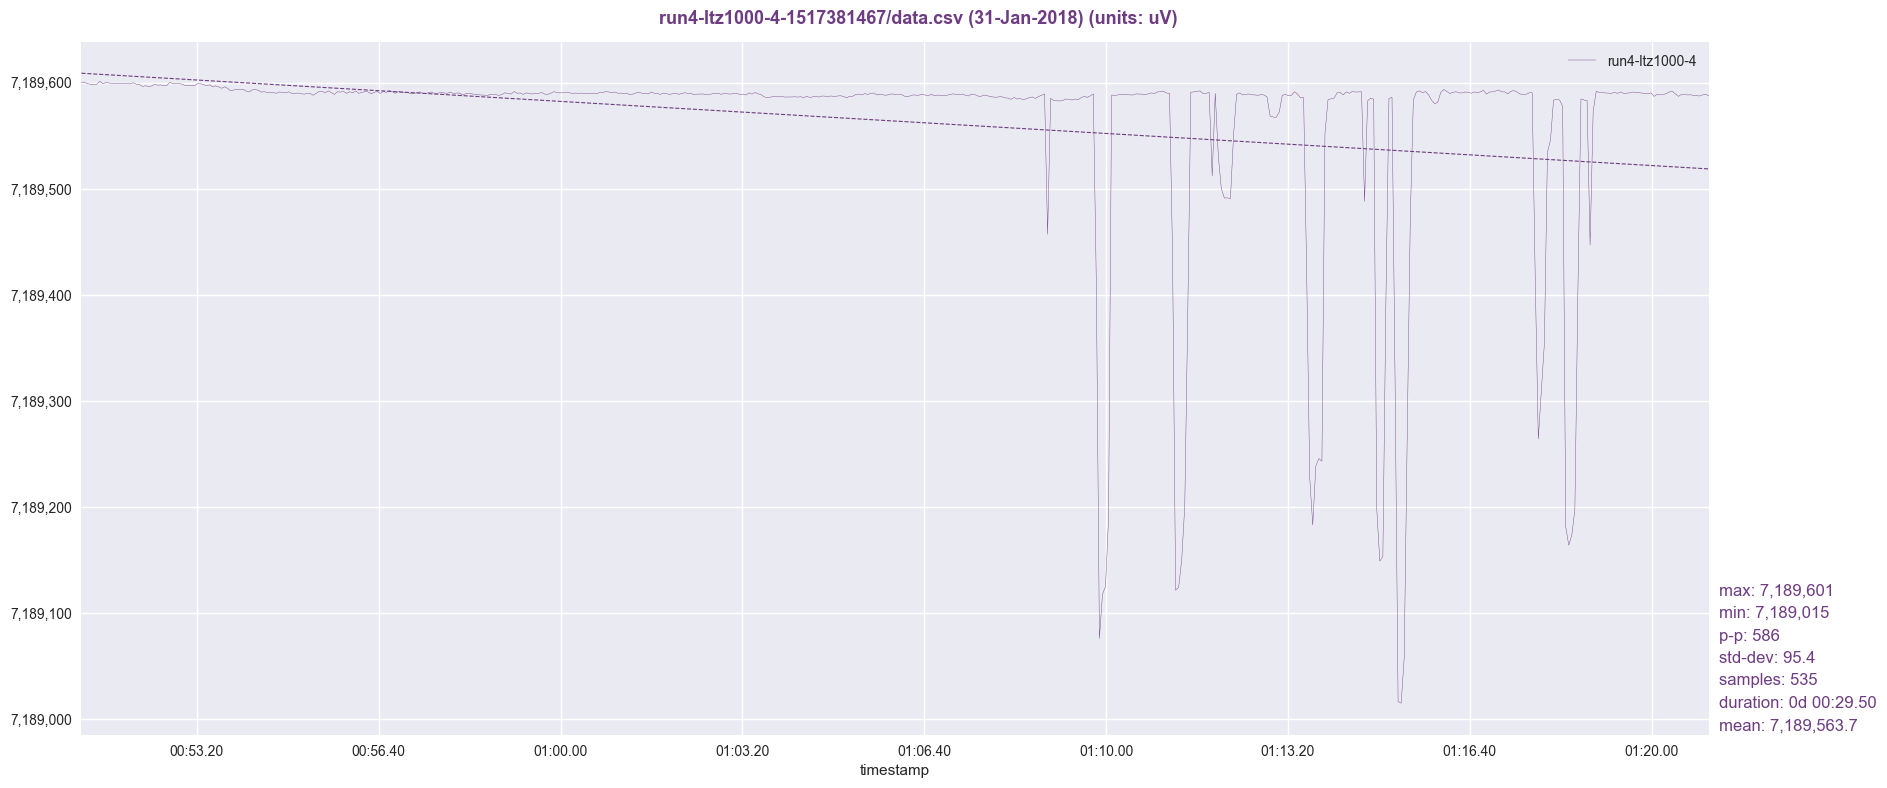 run4-ltz1000-4-1517381467/data.csv (31-Jan-2018) (units: uV)
run4-ltz1000-4
7,189,600
7,189,500
7,189,400
7,189,300
7,189,200
7,189,100
7,189,000
max: 7,189,601
min: 7,189,015
p-p: 586
std-dev: 95.4
samples: 535
duration: 0d 00:29.50
mean: 7,189,563.7
00:53.20 00:56.40 01:00.00 01:03.20 01:06.40 01:10.00 01:13.20 01:16.40 01:20.00
timestamp